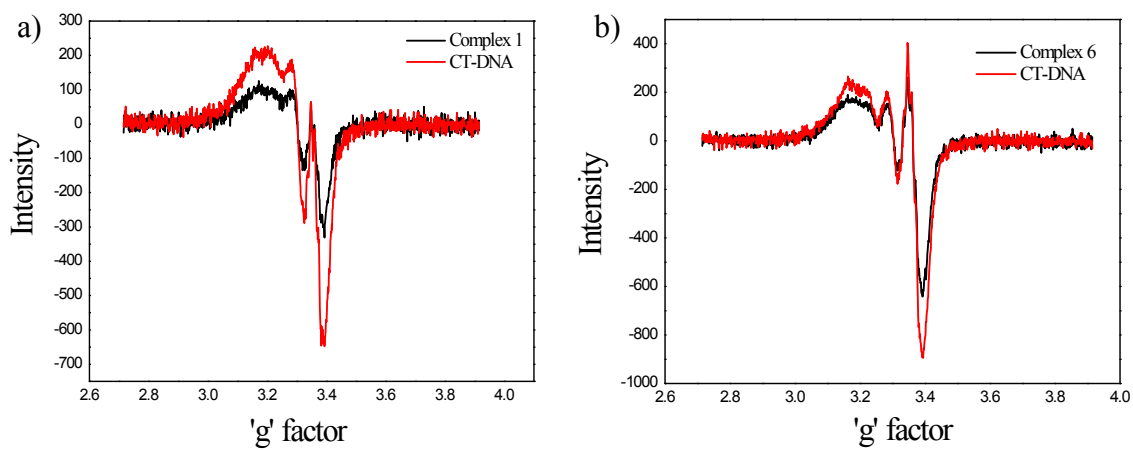 a)
Complex 1
CT-DNA
300
200
100
0
-100
-200
-300
-400
-500
-600
-700
2.6 2.8 3.0 3.2 3.4 3.6 3.8 4.0
Intensity
'g' factor
b)
Complex 6
CT-DNA
400
200
0
-200
-400
-600
-800
-1000
2.6 2.8 3.0 3.2 3.4 3.6 3.8 4.0
Intensity
'g' factor